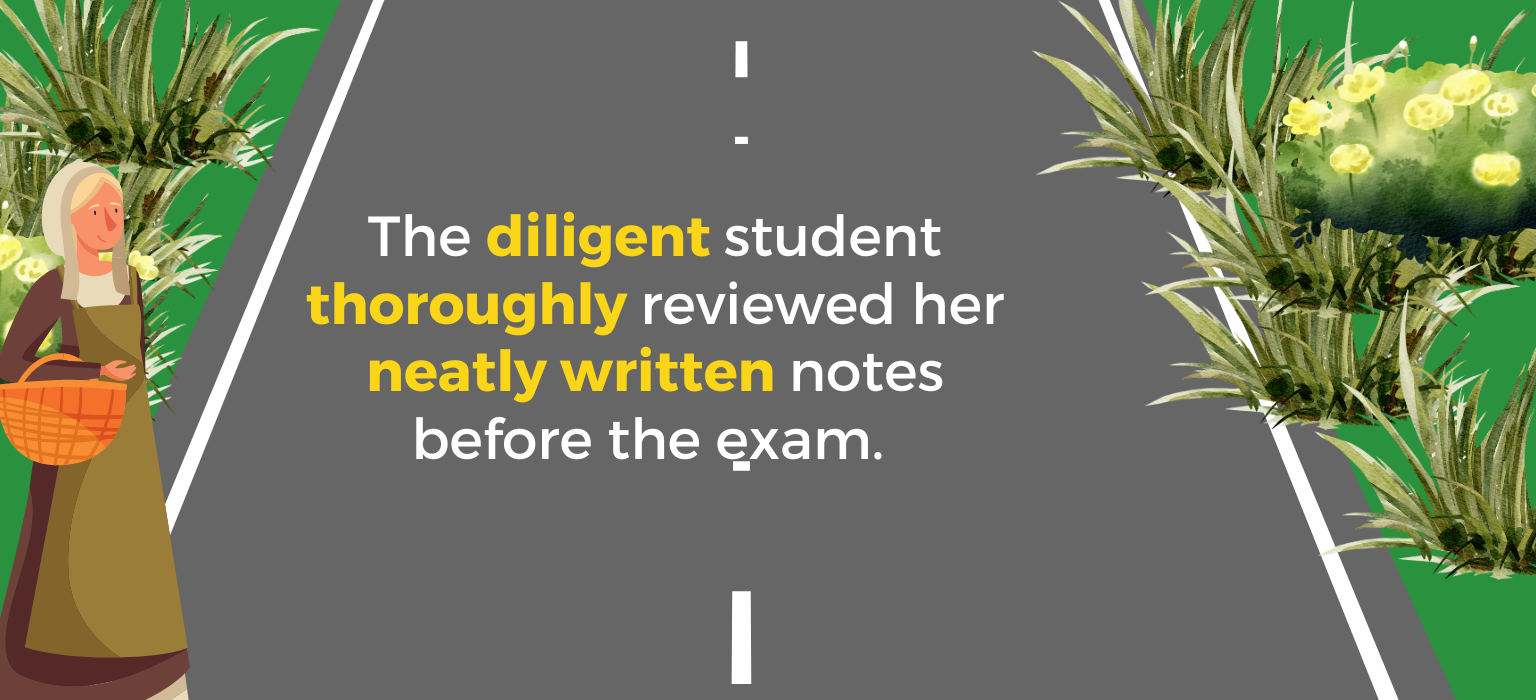 The diligent student
thoroughly reviewed her
neatly written notes
before the exam.